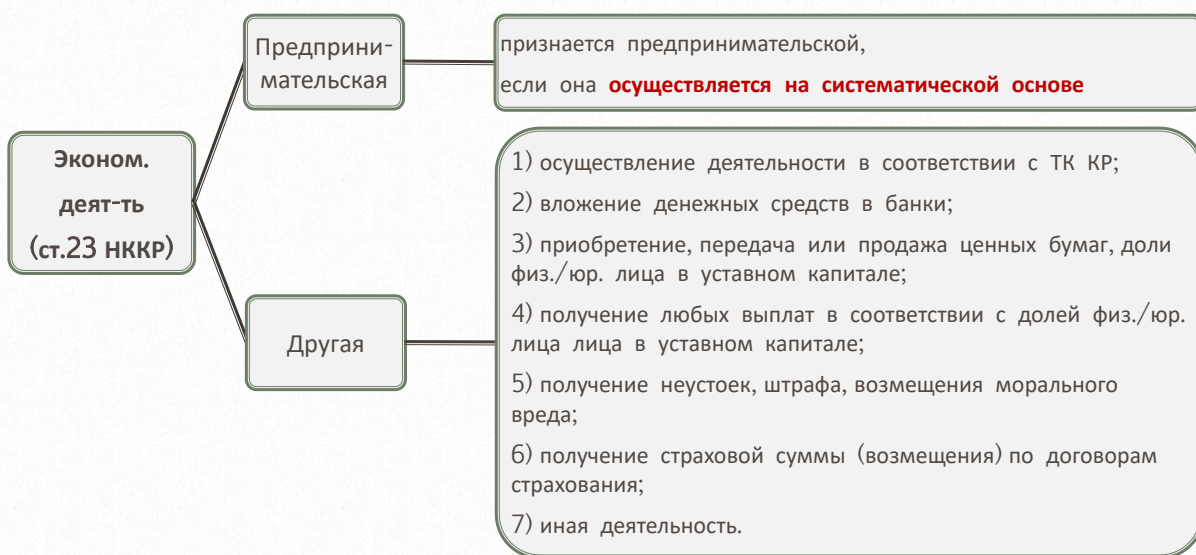 Эконом.
деят-ть
(ст.23 НККР)
Предприни-
мательская
признается предпринимательской,
если она осуществляется на систематической основе
Другая
1) осуществление деятельности в соответствии с ТК КР;
2) вложение денежных средств в банки;
3) приобретение, передача или продажа ценных бумаг, доли
физ./юр. лица в уставном капитале;
4) получение любых выплат в соответствии с долей физ./юр.
лица лица в уставном капитале;
5) получение неустоек, штрафа, возмещения морального
вреда;
6) получение страховой суммы (возмещения) по договорам
страхования;
7) иная деятельность.